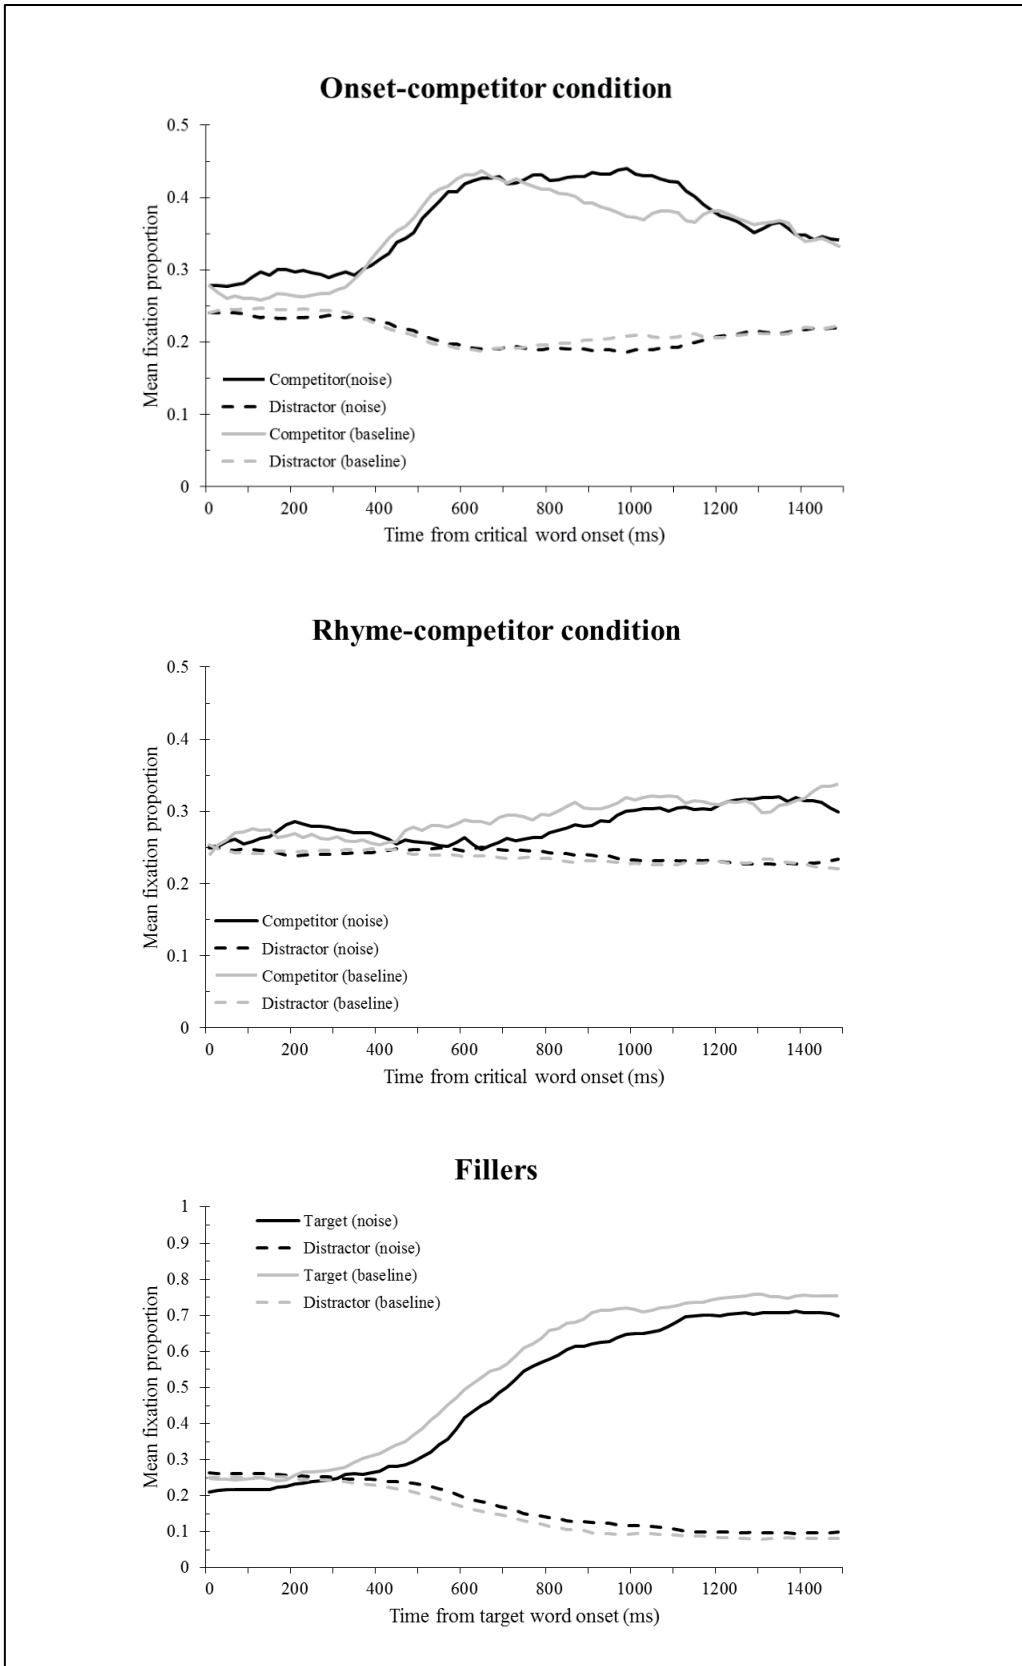 Onset-competitor condition
0.5
0.4
0.3
0.2
0.1
0
Mean fixation proportion
Competitor(noise)
Distractor (noise)
Competitor (baseline)
Distractor (baseline)
0 200 400 600 800 1000 1200 1400
Time from critical word onset (ms)
Rhyme-competitor condition
0.5
0.4
0.3
0.2
0.1
0
Mean fixation proportion
Competitor (noise)
Distractor (noise)
Competitor (baseline)
Distractor (baseline)
0 200 400 600 800 1000 1200 1400
Time from critical word onset (ms)
Fillers
1
0.9
0.8
0.7
0.6
0.5
0.4
0.3
0.2
0.1
0
Mean fixation proportion
Target (noise)
Distractor (noise)
Target (baseline)
Distractor (baseline)
0 200 400 600 800 1000 1200 1400
Time from target word onset (ms)